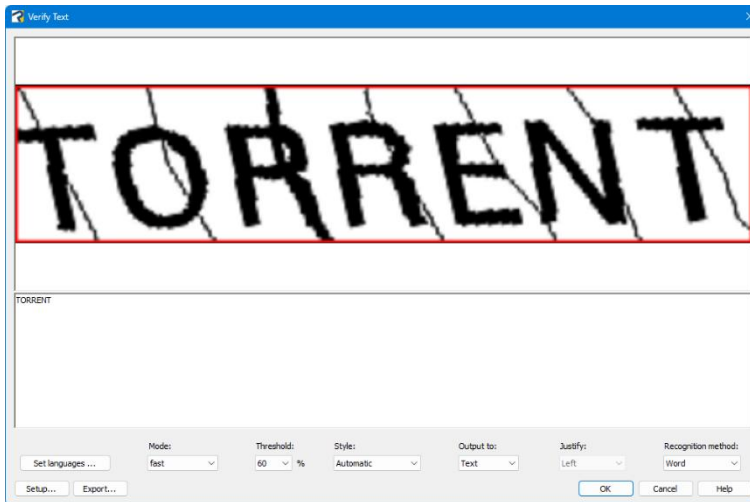 Verify Text
TORRENT
TORRENT
Mode: Threshold: Style: Output to: Justify: Recognition method:
Set languages ... fast 60 % Automatic Text Left Word
Setup... Export... OK Cancel Help